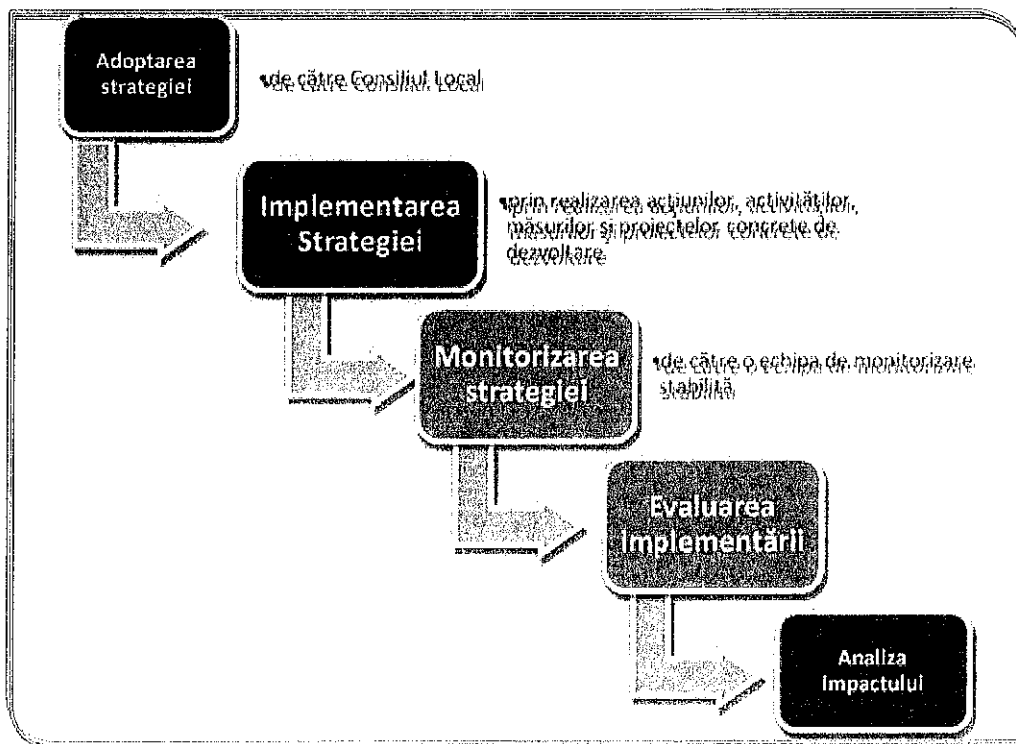 Adoptarea
strategiei
•de către Consiliul Local
Implementarea
Strategiei
•prin realizarea acțiunilor, activităților,
măsurilor și proiectelor concrete de
dezvoltare
Monitorizarea
strategiei
•de către o echipa de monitorizare
stabilită
Evaluarea
Implementării
Analiza
Impactului